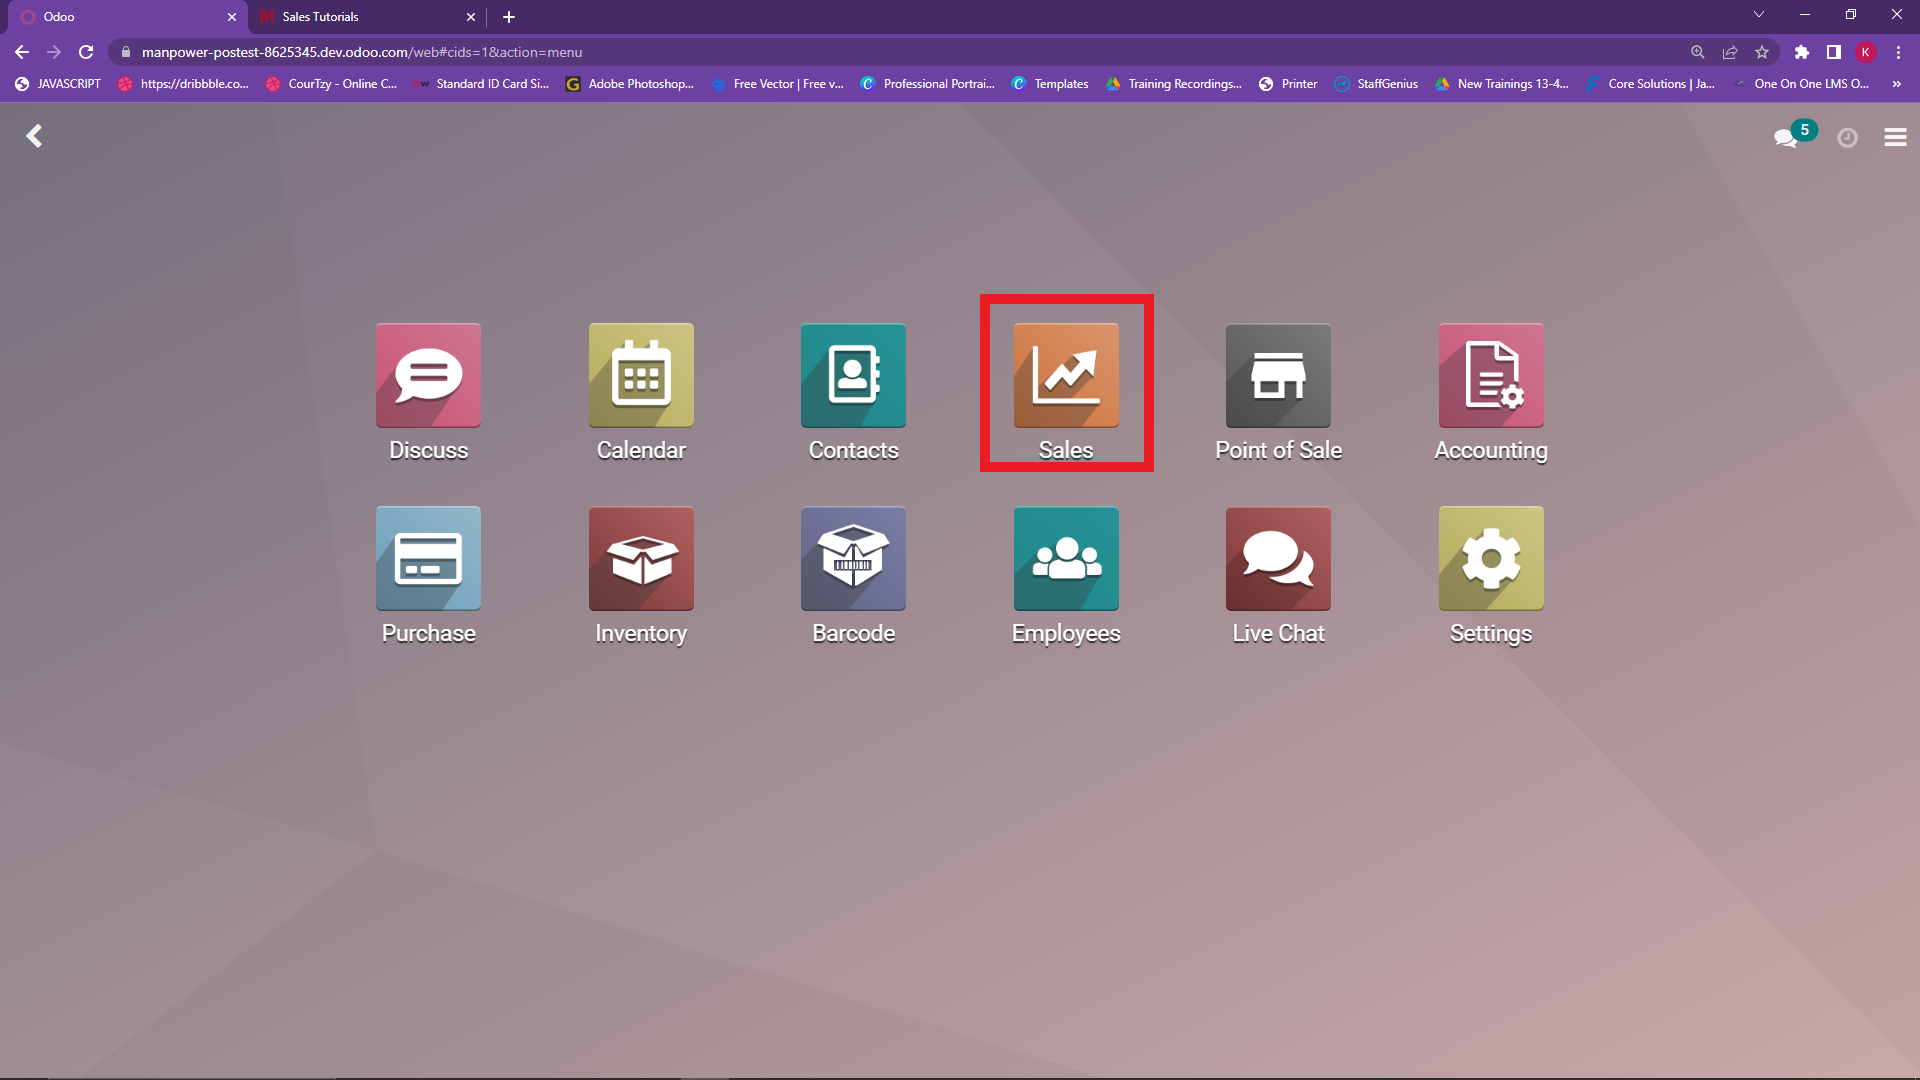 Odoo
Sales Tutorials
manpower-postest-8625345.dev.odoo.com/web#cids=1&action=menu
K
JAVASCRIPT
https://dribbble.co...
CourTzy - Online C...
Standard ID Card Si...
Adobe Photoshop...
Free Vector | Free v...
Professional Portrai...
Templates
Training Recordings...
Printer
StaffGenius
New Trainings 13-4...
Core Solutions | Ja...
One On One LMS O...
»
5
Discuss
Calendar
Contacts
Sales
Point of Sale
Accounting
Purchase
Inventory
Barcode
Employees
Live Chat
Settings